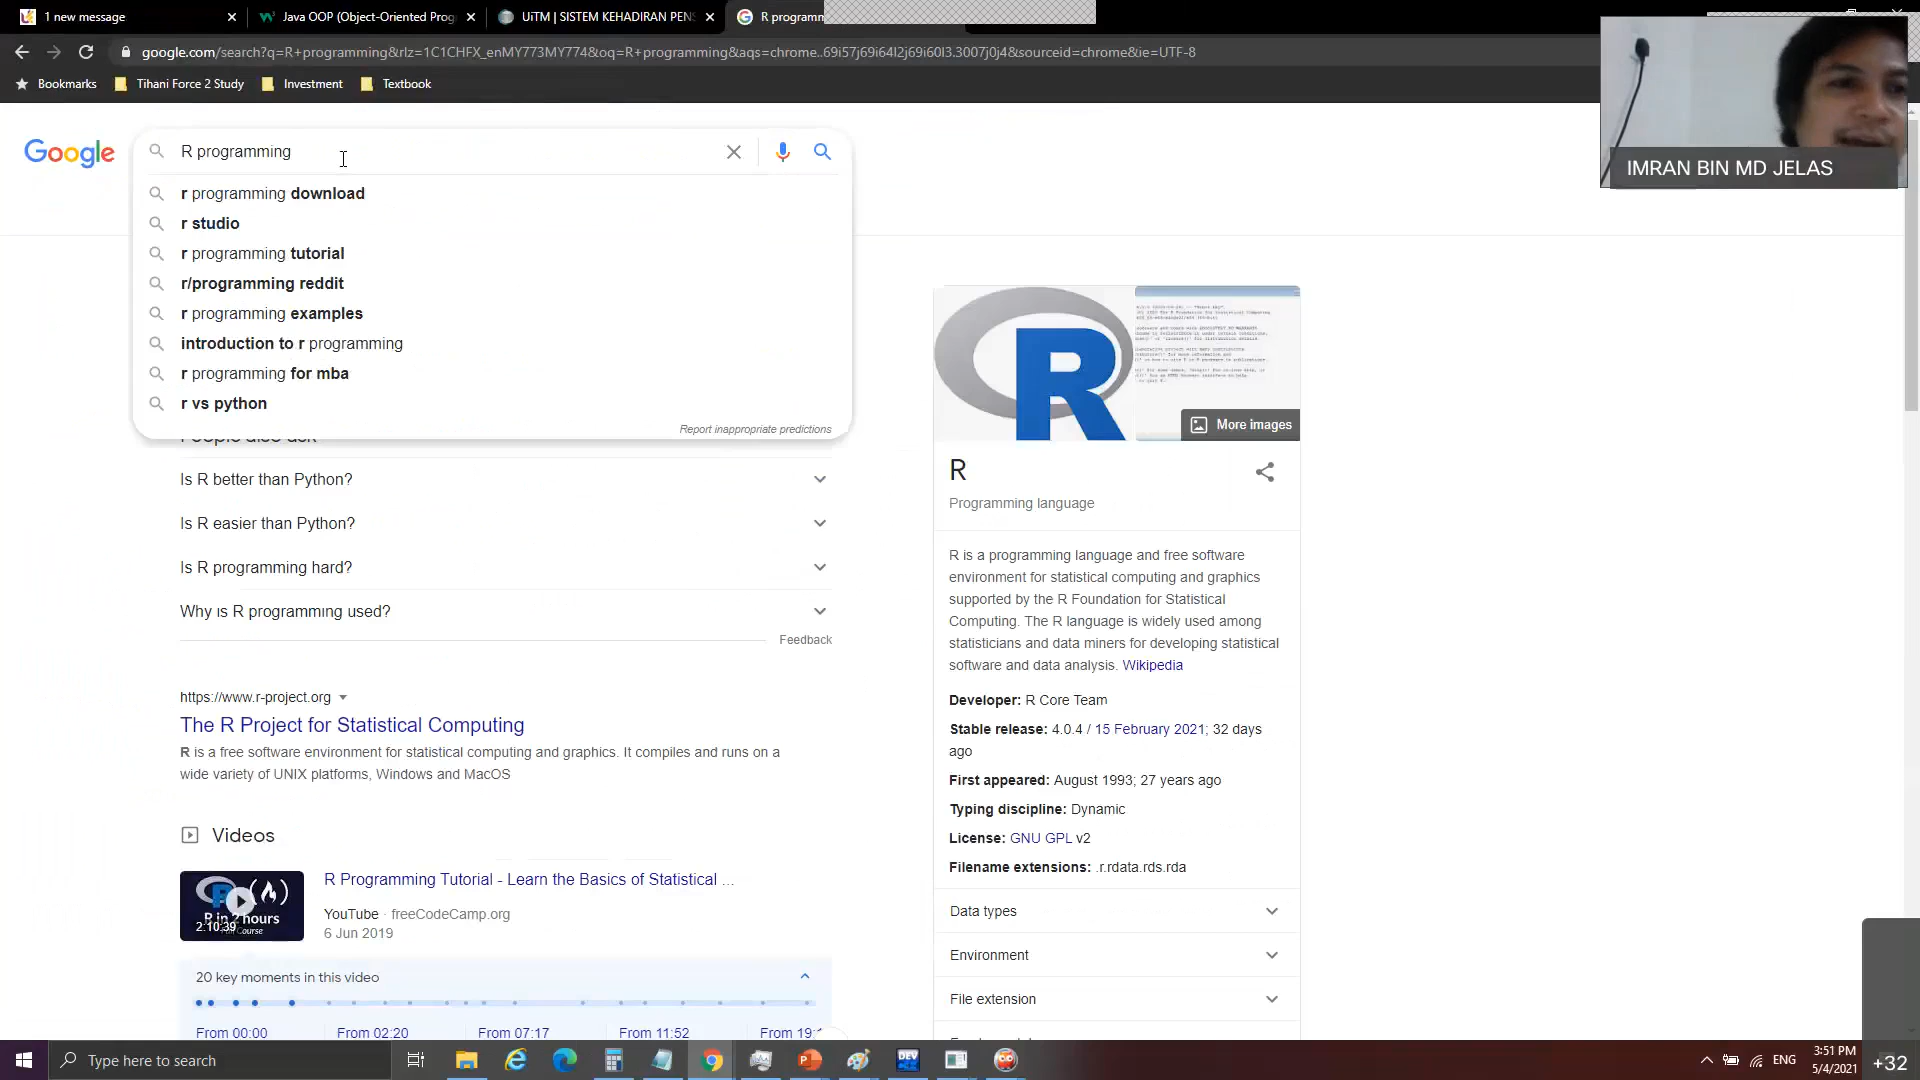 1 new message
Java OOP (Object-Oriented Prog
UiTM | SISTEM KEHADIRAN PENS
R programm
google.com/search?q=R+programming&rlz=1C1CHFX_enMY773MY774&oq=R+programming&aqs=chrome..69i57j69i64l2j69i60l3.3007j0j4&sourceid=chrome&ie=UTF-8
Bookmarks
Tihani Force 2 Study
Investment
Textbook
IMRAN BIN MD JELAS
Google
R programming
r programming download
r studio
r programming tutorial
r/programming reddit
r programming examples
introduction to r programming
r programming for mba
r vs python
Report inappropriate predictions
People also ask
Is R better than Python?
Is R easier than Python?
Is R programming hard?
Why is R programming used?
Feedback
https://www.r-project.org
The R Project for Statistical Computing
R is a free software environment for statistical computing and graphics. It compiles and runs on a
wide variety of UNIX platforms, Windows and MacOS
Videos
R in 2 hours
Full Course
2:10:39
R Programming Tutorial - Learn the Basics of Statistical ...
YouTube · freeCodeCamp.org
6 Jun 2019
20 key moments in this video
From 00:00
From 02:20
From 07:17
From 11:52
From 19:1
R
More images
R
Programming language
R is a programming language and free software
environment for statistical computing and graphics
supported by the R Foundation for Statistical
Computing. The R language is widely used among
statisticians and data miners for developing statistical
software and data analysis. Wikipedia
Developer: R Core Team
Stable release: 4.0.4 / 15 February 2021; 32 days
ago
First appeared: August 1993; 27 years ago
Typing discipline: Dynamic
License: GNU GPL v2
Filename extensions: .r.rdata.rds.rda
Data types
Environment
File extension
Type here to search
DEV
ENG
3:51 PM
5/4/2021
+32